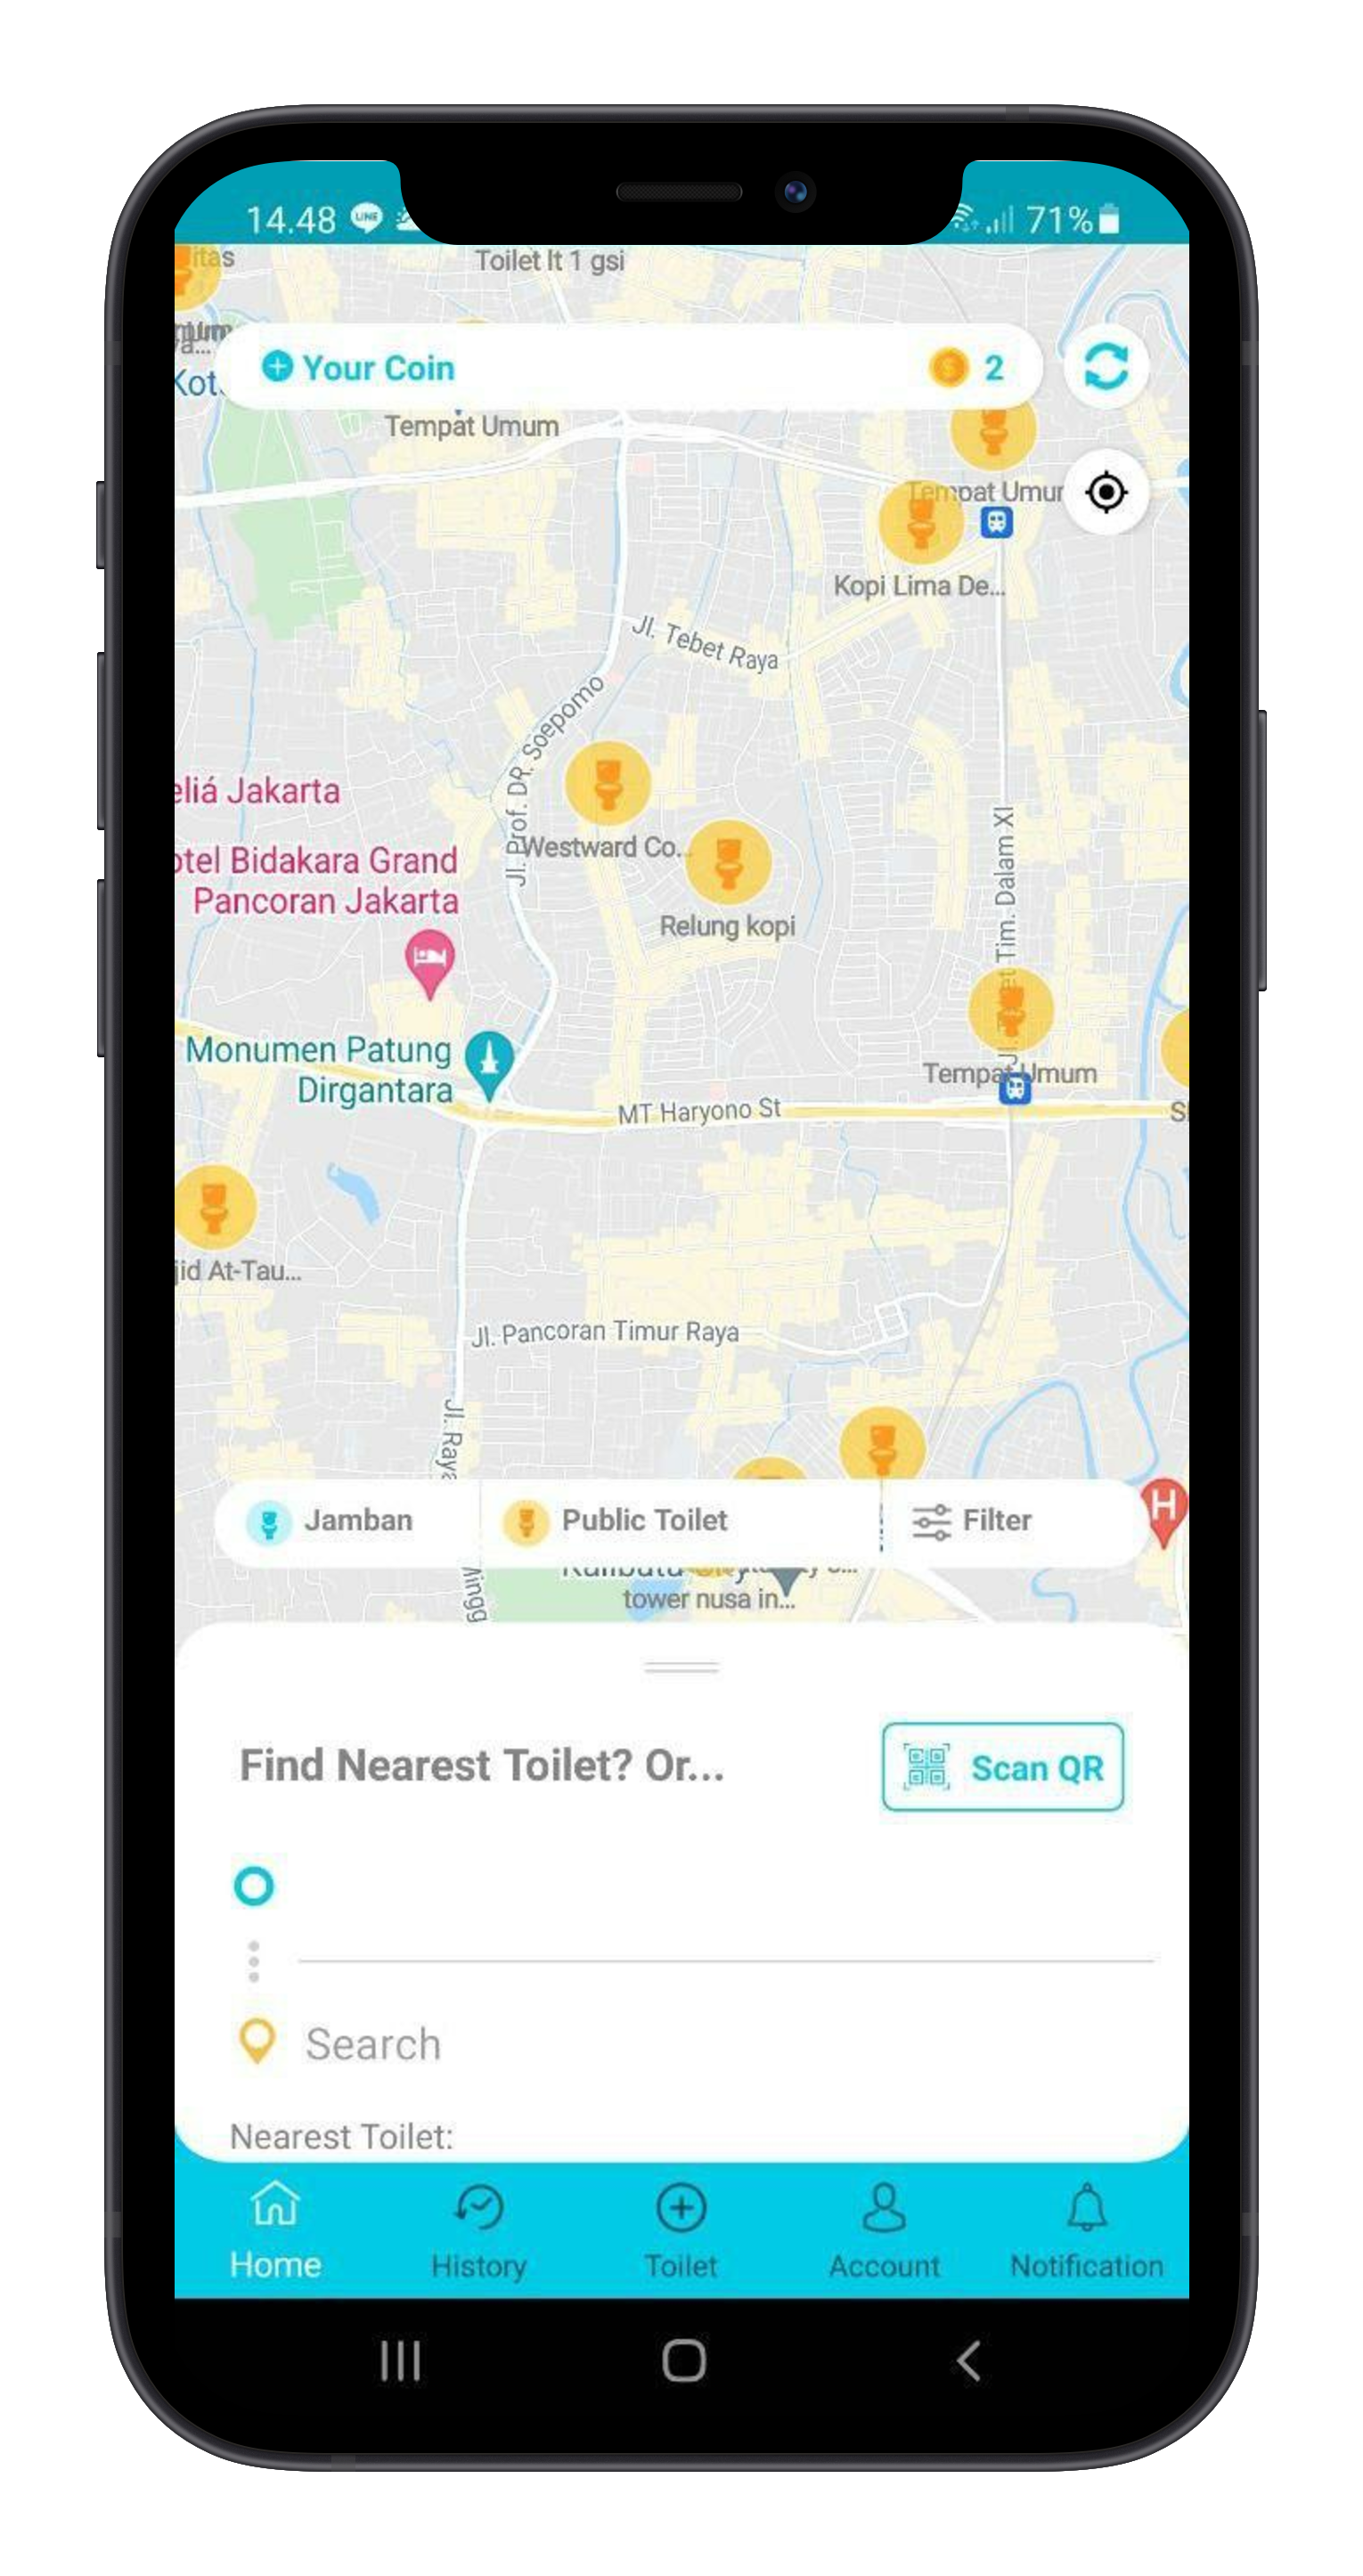 14.48
LINE
71%
itas
Toilet lt 1 gsi
Your Coin
2
Kot
Tempat Umum
Tempat Umum
Kopi Lima De...
Jl. Tebet Raya
Jl. Prof. DR. Soepomo
eliá Jakarta
Westward Co...
otel Bidakara Grand
Pancoran Jakarta
Relung kopi
Tim. Dalam XI
Monumen Patung
Dirgantara
Tempat Umum
MT Haryono St
S
jid At-Tau...
Jl. Pancoran Timur Raya
Jl. Raya
Jamban
Public Toilet
Filter
H
tower nusa in...
Find Nearest Toilet? Or...
Scan QR
Search
Nearest Toilet:
Home
History
Toilet
Account
Notification